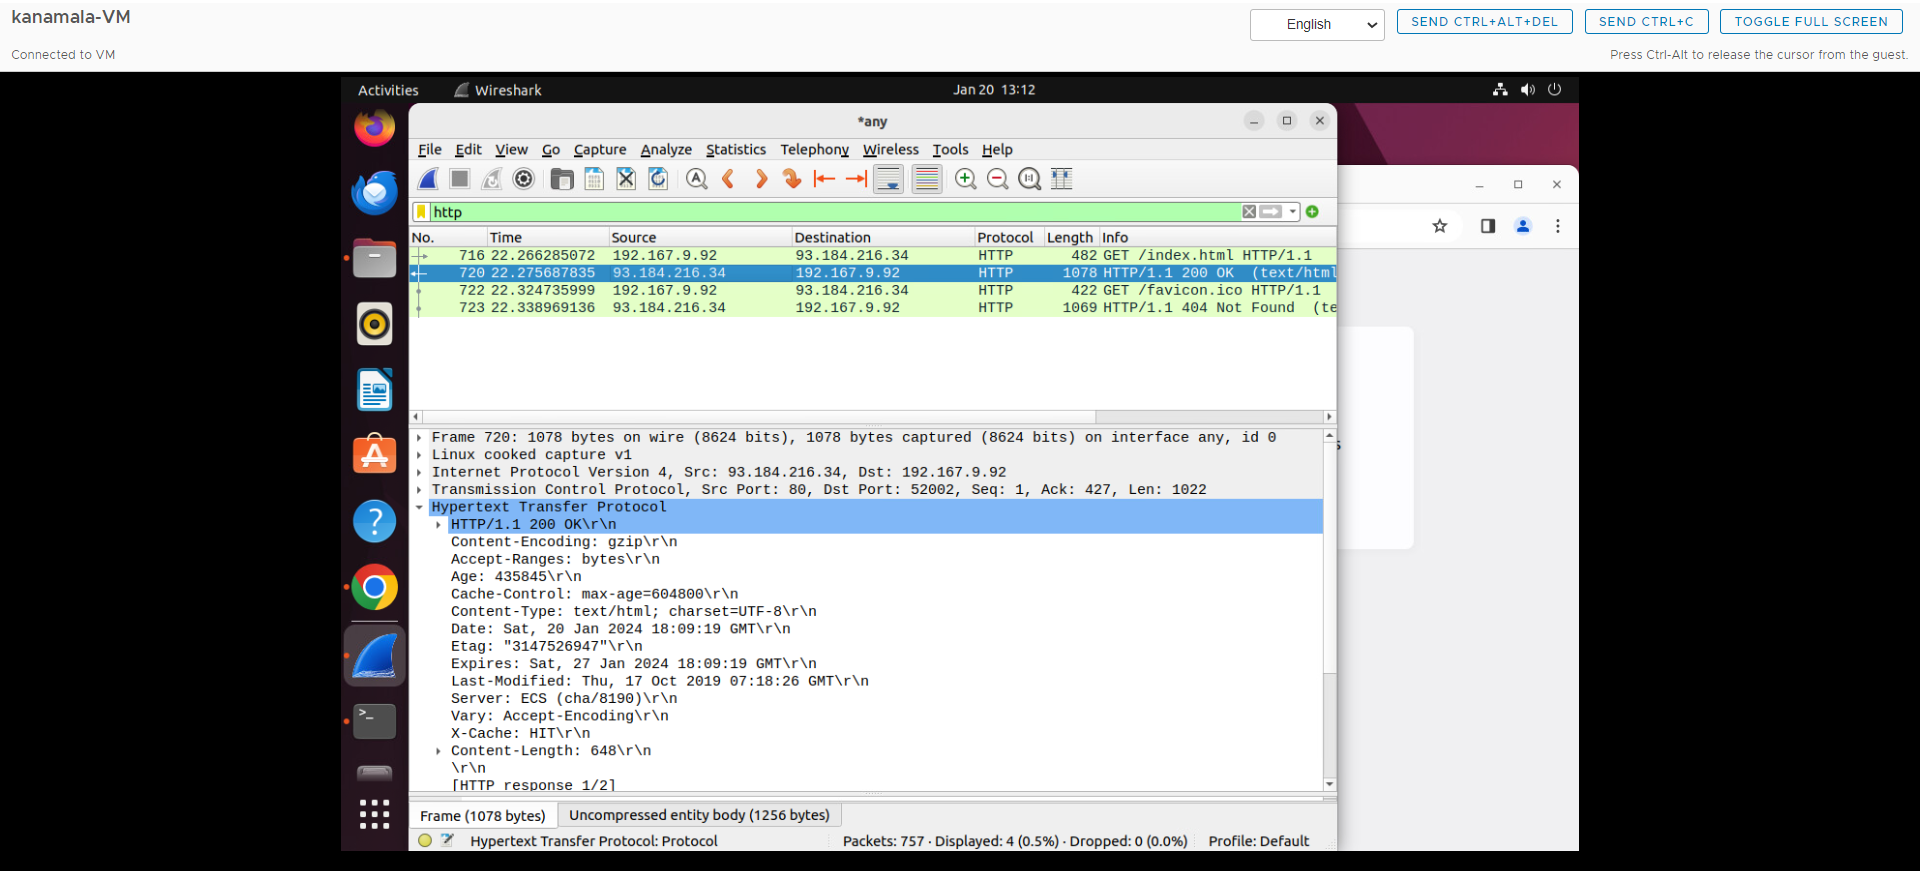 kanamala-VM
English
SEND CTRL+ALT+DEL
SEND CTRL+C
TOGGLE FULL SCREEN
Connected to VM
Press Ctrl-Alt to release the cursor from the guest.
Activities
Wireshark
Jan 20 13:12
*any
File Edit View Go Capture Analyze Statistics Telephony Wireless Tools Help
http
No. Time Source Destination Protocol Length Info
716 22.266285072 192.167.9.92 93.184.216.34 HTTP 482 GET /index.html HTTP/1.1
720 22.275687835 93.184.216.34 192.167.9.92 HTTP 1078 HTTP/1.1 200 OK (text/html
722 22.324735999 192.167.9.92 93.184.216.34 HTTP 422 GET /favicon.ico HTTP/1.1
723 22.338969136 93.184.216.34 192.167.9.92 HTTP 1069 HTTP/1.1 404 Not Found (te
Frame 720: 1078 bytes on wire (8624 bits), 1078 bytes captured (8624 bits) on interface any, id 0
Linux cooked capture v1
Internet Protocol Version 4, Src: 93.184.216.34, Dst: 192.167.9.92
Transmission Control Protocol, Src Port: 80, Dst Port: 52002, Seq: 1, Ack: 427, Len: 1022
Hypertext Transfer Protocol
HTTP/1.1 200 OK\r\n
Content-Encoding: gzip\r\n
Accept-Ranges: bytes\r\n
Age: 435845\r\n
Cache-Control: max-age=604800\r\n
Content-Type: text/html; charset=UTF-8\r\n
Date: Sat, 20 Jan 2024 18:09:19 GMT\r\n
Etag: "3147526947"\r\n
Expires: Sat, 27 Jan 2024 18:09:19 GMT\r\n
Last-Modified: Thu, 17 Oct 2019 07:18:26 GMT\r\n
Server: ECS (cha/8190)\r\n
Vary: Accept-Encoding\r\n
X-Cache: HIT\r\n
Content-Length: 648\r\n
\r\n
[HTTP response 1/2]
Frame (1078 bytes) Uncompressed entity body (1256 bytes)
Hypertext Transfer Protocol: Protocol
Packets: 757 · Displayed: 4 (0.5%) · Dropped: 0 (0.0%)
Profile: Default